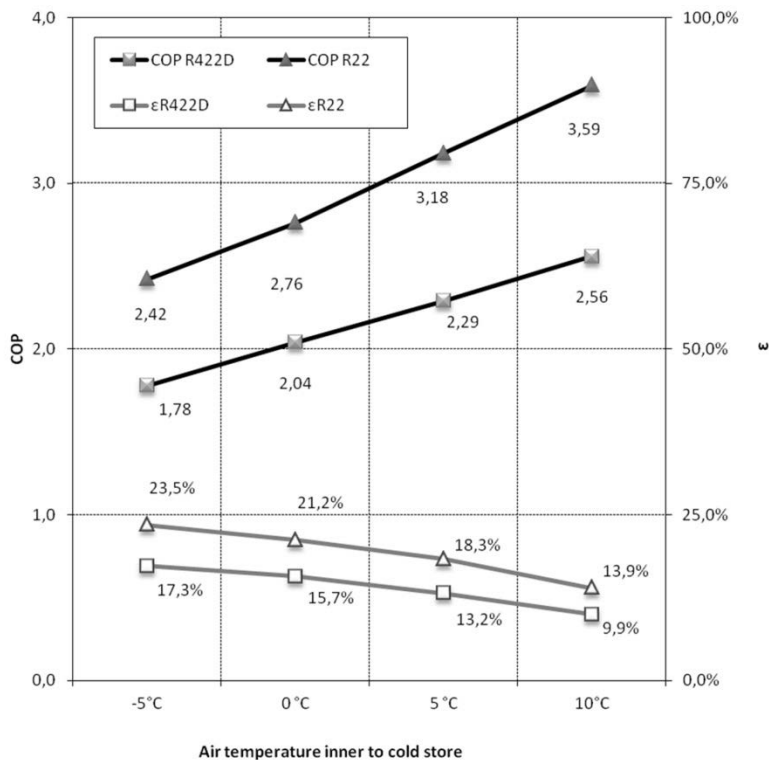 4,0
100,0%
COP R422D
COP R22
εR422D
εR22
3,59
3,0
3,18
75,0%
2,76
2,42
2,56
2,29
COP
2,0
50,0%
ε
2,04
1,78
23,5%
21,2%
1,0
18,3%
25,0%
13,9%
17,3%
15,7%
13,2%
9,9%
0,0
0,0%
-5°C
0 °C
5 °C
10°C
Air temperature inner to cold store